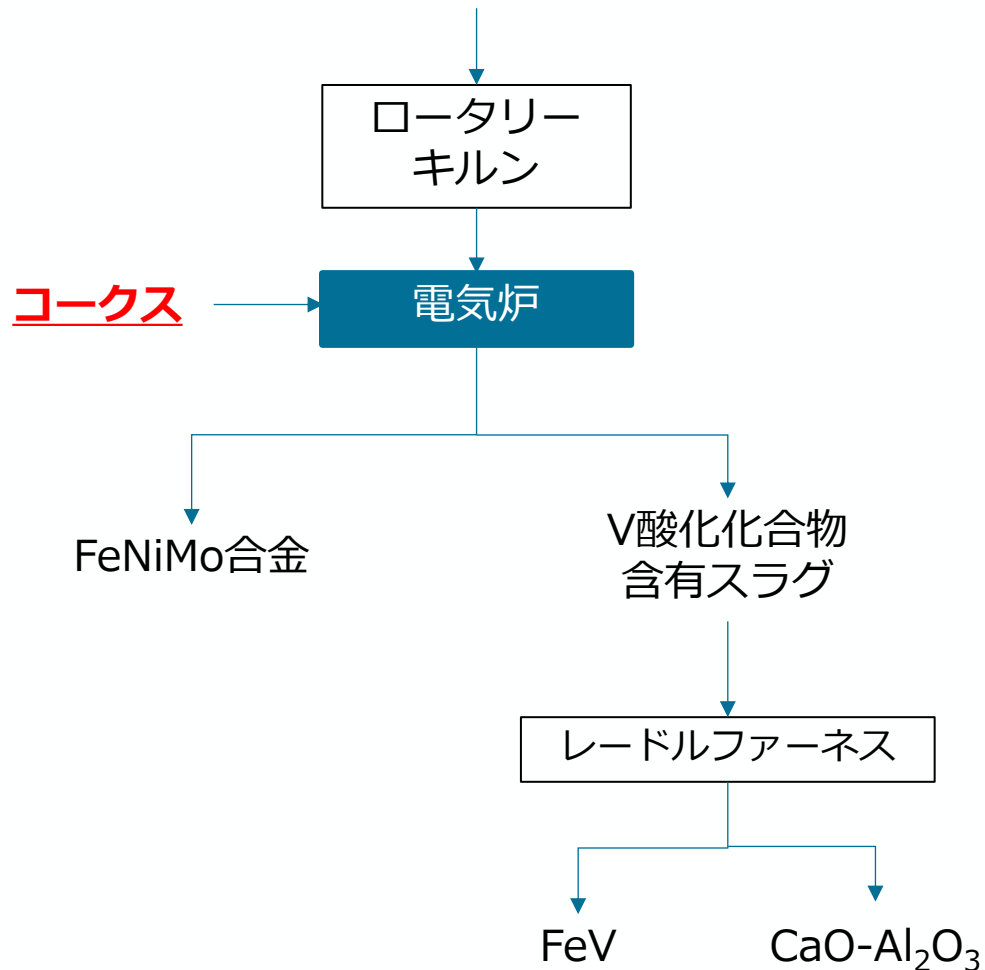 ロータリー
キルン
コークス
電気炉
FeNiMo合金
V酸化化合物
含有スラグ
レードルファーネス
FeV
CaO-Al₂O₃